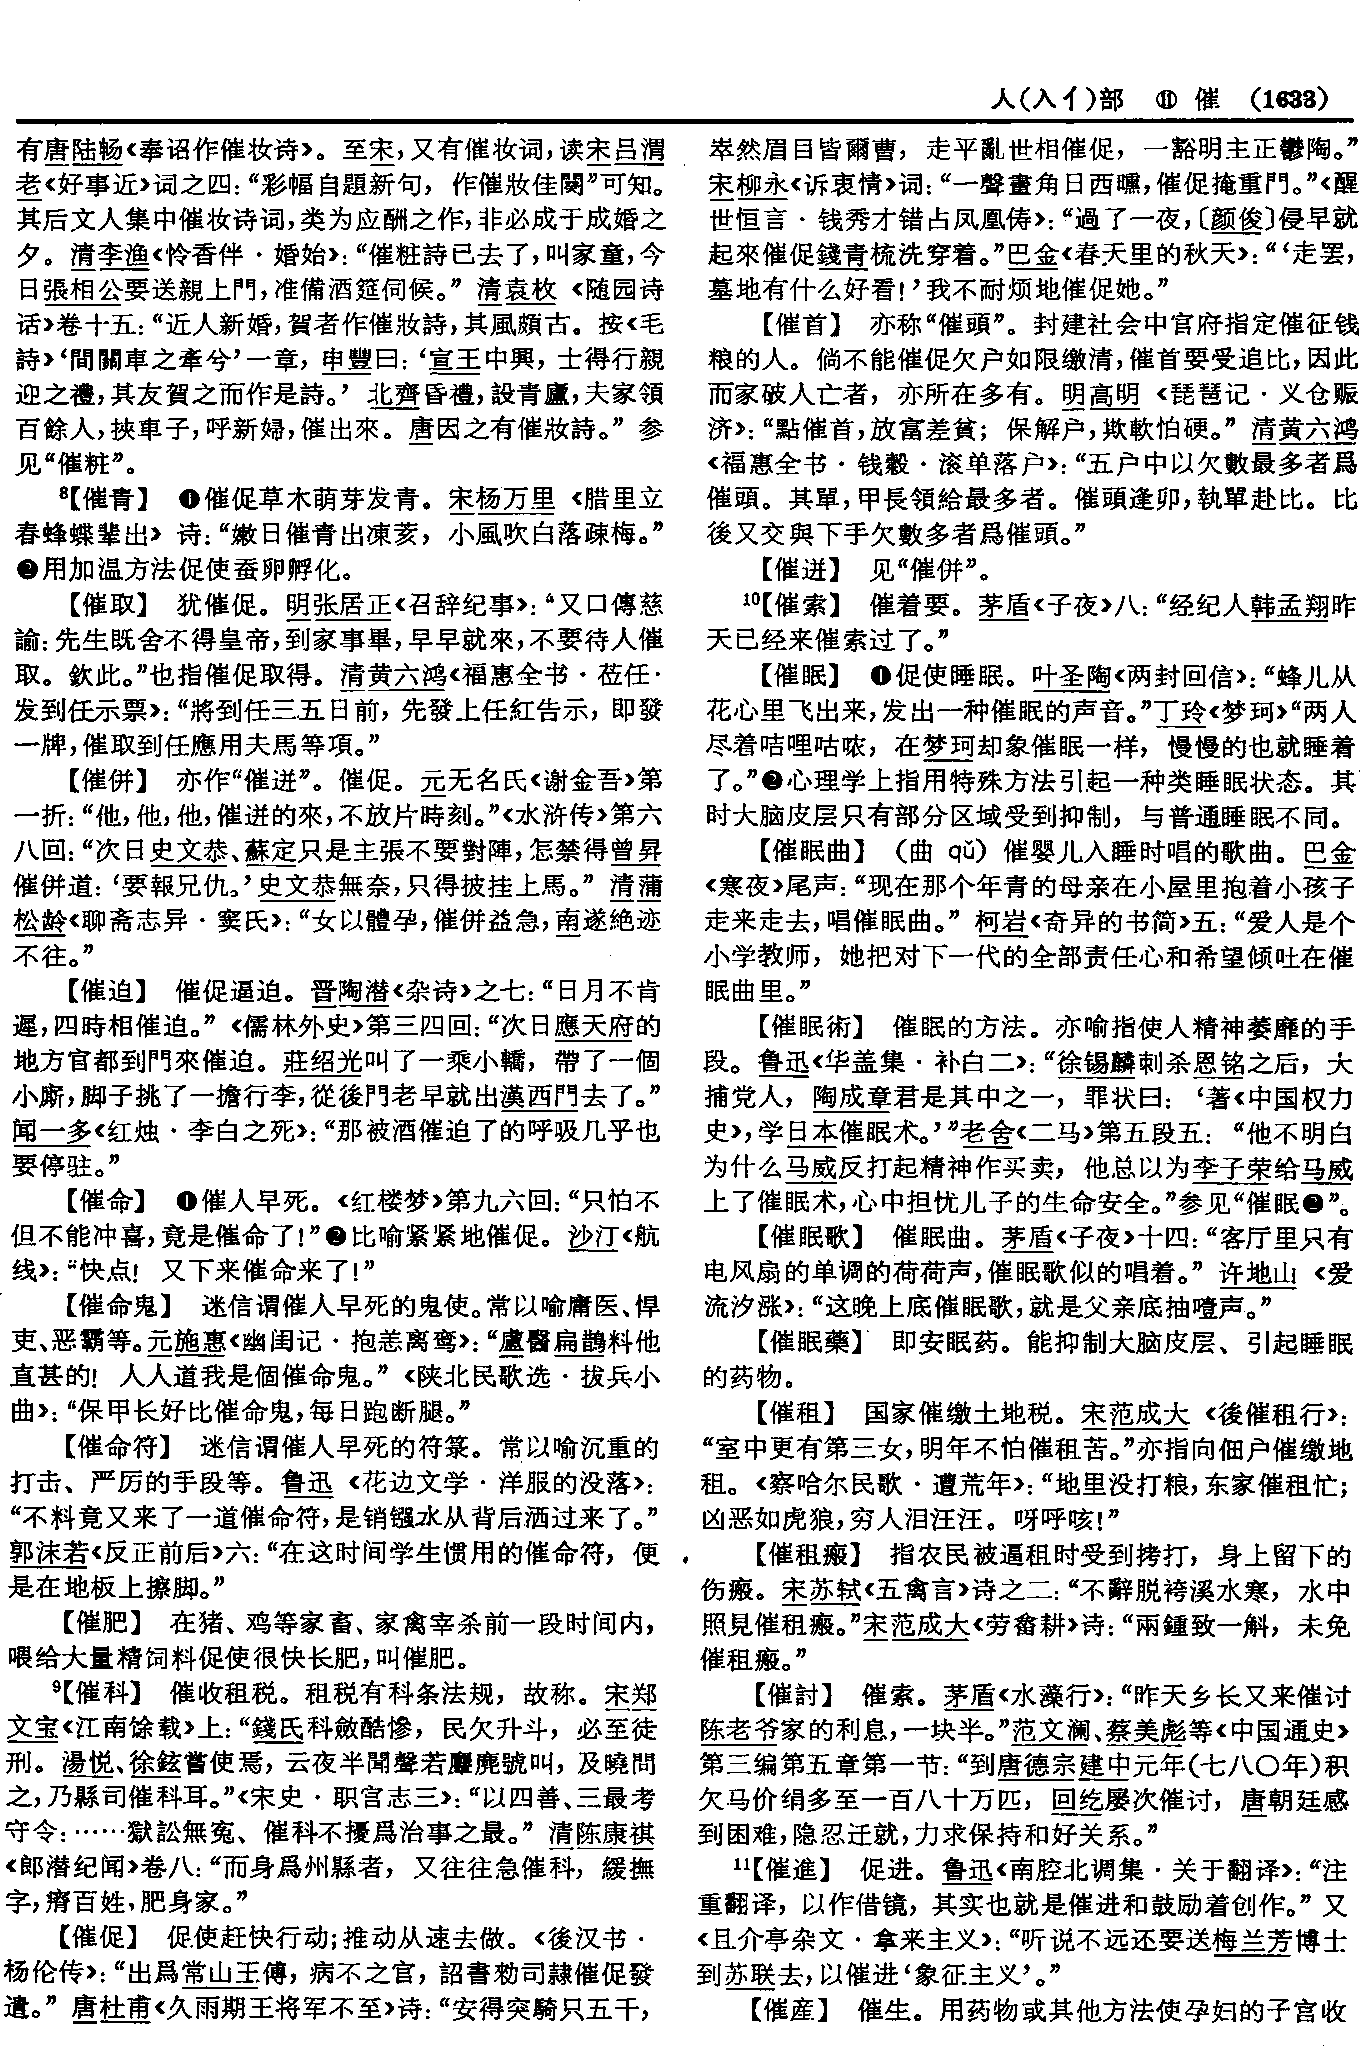 人(入亻)部 ⑪ 催 (1633)
有唐陆畅《奉诏作催妆诗》。至宋，又有催妆词，读宋吕渭
老《好事近》词之四：“彩幅自題新句，作催妝佳闋”可知。
其后文人集中催妆诗词，类为应酬之作，非必成于成婚之
夕。清李渔《怜香伴·婚始》：“催粧詩已去了，叫家童，今
日張相公要送親上門，准備酒筵伺候。” 清袁枚《随园诗
话》卷十五：“近人新婚，賀者作催妝詩，其風頗古。按《毛
詩》‘間關車之舝兮’一章，申豐曰：‘宣王中興，士得行親
迎之禮，其友賀之而作是詩。’ 北齊昏禮，設青廬，夫家領
百餘人，挾車子，呼新婦，催出來。唐因之有催妝詩。” 参
见“催粧”。
⁸【催青】 ❶催促草木萌芽发青。宋杨万里《腊里立
春蜂蝶辈出》诗：“嫩日催青出凍荄，小風吹白落疎梅。”
❷用加温方法促使蚕卵孵化。
【催取】 犹催促。明张居正《召辞纪事》：“又口傳慈
諭：先生既舍不得皇帝，到家事畢，早早就來，不要待人催
取。欽此。”也指催促取得。清黄六鸿《福惠全书·莅任·
发到任示票》：“將到任三五日前，先發上任紅告示，即發
一牌，催取到任應用夫馬等項。”
【催併】 亦作“催迸”。催促。元无名氏《谢金吾》第
一折：“他，他，他，催迸的來，不放片時刻。”《水浒传》第六
八回：“次日史文恭、蘇定只是主張不要對陣，怎禁得曾昇
催併道：‘要報兄仇。’史文恭無奈，只得披挂上馬。” 清蒲
松龄《聊斋志异·窦氏》：“女以體孕，催併益急，南遂絶迹
不往。”
【催迫】 催促逼迫。晋陶潜《杂诗》之七：“日月不肯
遲，四時相催迫。”《儒林外史》第三四回：“次日應天府的
地方官都到門來催迫。莊绍光叫了一乘小轎，帶了一個
小廝，脚子挑了一擔行李，從後門老早就出漢西門去了。”
闻一多《红烛·李白之死》：“那被酒催迫了的呼吸几乎也
要停驻。”
【催命】 ❶催人早死。《红楼梦》第九六回：“只怕不
但不能冲喜，竟是催命了！”❷比喻紧紧地催促。沙汀《航
线》：“快点！又下来催命来了！”
【催命鬼】 迷信谓催人早死的鬼使。常以喻庸医、悍
吏、恶霸等。元施惠《幽闺记·抱恙离鸾》：“盧醫扁鵲料他
直甚的！人人道我是個催命鬼。”《陕北民歌选·拔兵小
曲》：“保甲长好比催命鬼，每日跑断腿。”
【催命符】 迷信谓催人早死的符箓。常以喻沉重的
打击、严厉的手段等。鲁迅《花边文学·洋服的没落》：
“不料竟又来了一道催命符，是销镪水从背后洒过来了。”
郭沫若《反正前后》六：“在这时间学生惯用的催命符，便
是在地板上擦脚。”
【催肥】 在猪、鸡等家畜、家禽宰杀前一段时间内，
喂给大量精饲料促使很快长肥，叫催肥。
⁹【催科】 催收租税。租税有科条法规，故称。宋郑
文宝《江南馀载》上：“錢氏科斂酷慘，民欠升斗，必至徒
刑。湯悦、徐鉉嘗使焉，云夜半聞聲若麞麂號叫，及曉問
之，乃縣司催科耳。”《宋史·职官志三》：“以四善、三最考
守令：……獄訟無冤、催科不擾爲治事之最。” 清陈康祺
《郎潜纪闻》卷八：“而身爲州縣者，又往往急催科，緩撫
字，瘠百姓，肥身家。”
【催促】 促使赶快行动；推动从速去做。《後汉书·
杨伦传》：“出爲常山王傅，病不之官，詔書勑司隸催促發
遣。” 唐杜甫《久雨期王将军不至》诗：“安得突騎只五千，
崒然眉目皆爾曹，走平亂世相催促，一豁明主正鬱陶。”
宋柳永《诉衷情》词：“一聲畫角日西曛，催促掩重門。”《醒
世恒言·钱秀才错占凤凰俦》：“過了一夜，〔颜俊〕侵早就
起來催促錢青梳洗穿着。”巴金《春天里的秋天》：“‘走罢，
墓地有什么好看！’我不耐烦地催促她。”
【催首】 亦称“催頭”。封建社会中官府指定催征钱
粮的人。倘不能催促欠户如限缴清，催首要受追比，因此
而家破人亡者，亦所在多有。明高明《琵琶记·义仓赈
济》：“點催首，放富差貧；保解户，欺軟怕硬。” 清黄六鸿
《福惠全书·钱榖·滚单落户》：“五户中以欠數最多者爲
催頭。其單，甲長領給最多者。催頭逢卯，執單赴比。比
後又交與下手欠數多者爲催頭。”
【催迸】 见“催併”。
¹⁰【催索】 催着要。茅盾《子夜》八：“经纪人韩孟翔昨
天已经来催索过了。”
【催眠】 ❶促使睡眠。叶圣陶《两封回信》：“蜂儿从
花心里飞出来，发出一种催眠的声音。”丁玲《梦珂》“两人
尽着咭哩咕哝，在梦珂却象催眠一样，慢慢的也就睡着
了。”❷心理学上指用特殊方法引起一种类睡眠状态。其
时大脑皮层只有部分区域受到抑制，与普通睡眠不同。
【催眠曲】 （曲 qǔ）催婴儿入睡时唱的歌曲。巴金
《寒夜》尾声：“现在那个年青的母亲在小屋里抱着小孩子
走来走去，唱催眠曲。” 柯岩《奇异的书简》五：“爱人是个
小学教师，她把对下一代的全部责任心和希望倾吐在催
眠曲里。”
【催眠術】 催眠的方法。亦喻指使人精神萎靡的手
段。鲁迅《华盖集·补白二》：“徐锡麟刺杀恩铭之后，大
捕党人，陶成章君是其中之一，罪状曰：‘著《中国权力
史》，学日本催眠术。’”老舍《二马》第五段五：“他不明白
为什么马威反打起精神作买卖，他总以为李子荣给马威
上了催眠术，心中担忧儿子的生命安全。”参见“催眠❷”。
【催眠歌】 催眠曲。茅盾《子夜》十四：“客厅里只有
电风扇的单调的荷荷声，催眠歌似的唱着。” 许地山《爱
流汐涨》：“这晚上底催眠歌，就是父亲底抽噎声。”
【催眠藥】 即安眠药。能抑制大脑皮层、引起睡眠
的药物。
【催租】 国家催缴土地税。宋范成大《後催租行》：
“室中更有第三女，明年不怕催租苦。”亦指向佃户催缴地
租。《察哈尔民歌·遭荒年》：“地里没打粮，东家催租忙；
凶恶如虎狼，穷人泪汪汪。呀呼咳！”
【催租瘢】 指农民被逼租时受到拷打，身上留下的
伤瘢。宋苏轼《五禽言》诗之二：“不辭脱袴溪水寒，水中
照見催租瘢。”宋范成大《劳畬耕》诗：“兩鍾致一斛，未免
催租瘢。”
【催討】 催索。茅盾《水藻行》：“昨天乡长又来催讨
陈老爷家的利息，一块半。”范文澜、蔡美彪等《中国通史》
第三编第五章第一节：“到唐德宗建中元年(七八〇年)积
欠马价绢多至一百八十万匹，回纥屡次催讨，唐朝廷感
到困难，隐忍迁就，力求保持和好关系。”
¹¹【催進】 促进。鲁迅《南腔北调集·关于翻译》：“注
重翻译，以作借镜，其实也就是催进和鼓励着创作。” 又
《且介亭杂文·拿来主义》：“听说不远还要送梅兰芳博士
到苏联去，以催进‘象征主义’。”
【催産】 催生。用药物或其他方法使孕妇的子宫收